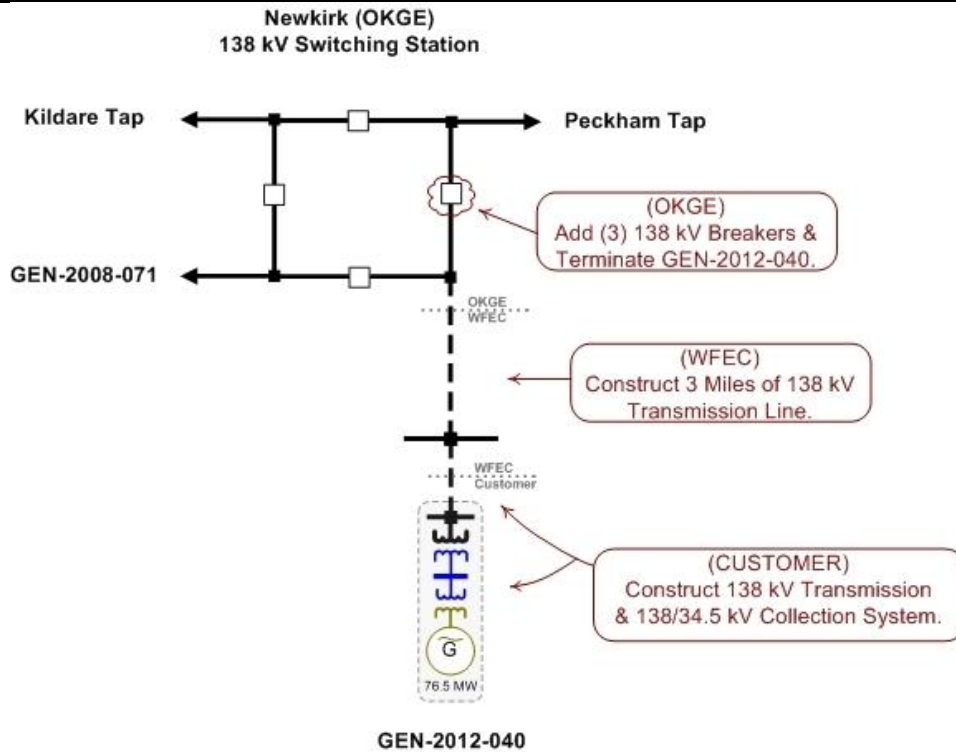 Newkirk (OKGE)
138 kV Switching Station
Kildare Tap
Peckham Tap
(OKGE)
Add (3) 138 kV Breakers &
Terminate GEN-2012-040.
GEN-2008-071
OKGE
WFEC
(WFEC)
Construct 3 Miles of 138 kV
Transmission Line.
WFEC
Customer
(CUSTOMER)
Construct 138 kV Transmission
& 138/34.5 kV Collection System.
G
76.5 MW
GEN-2012-040